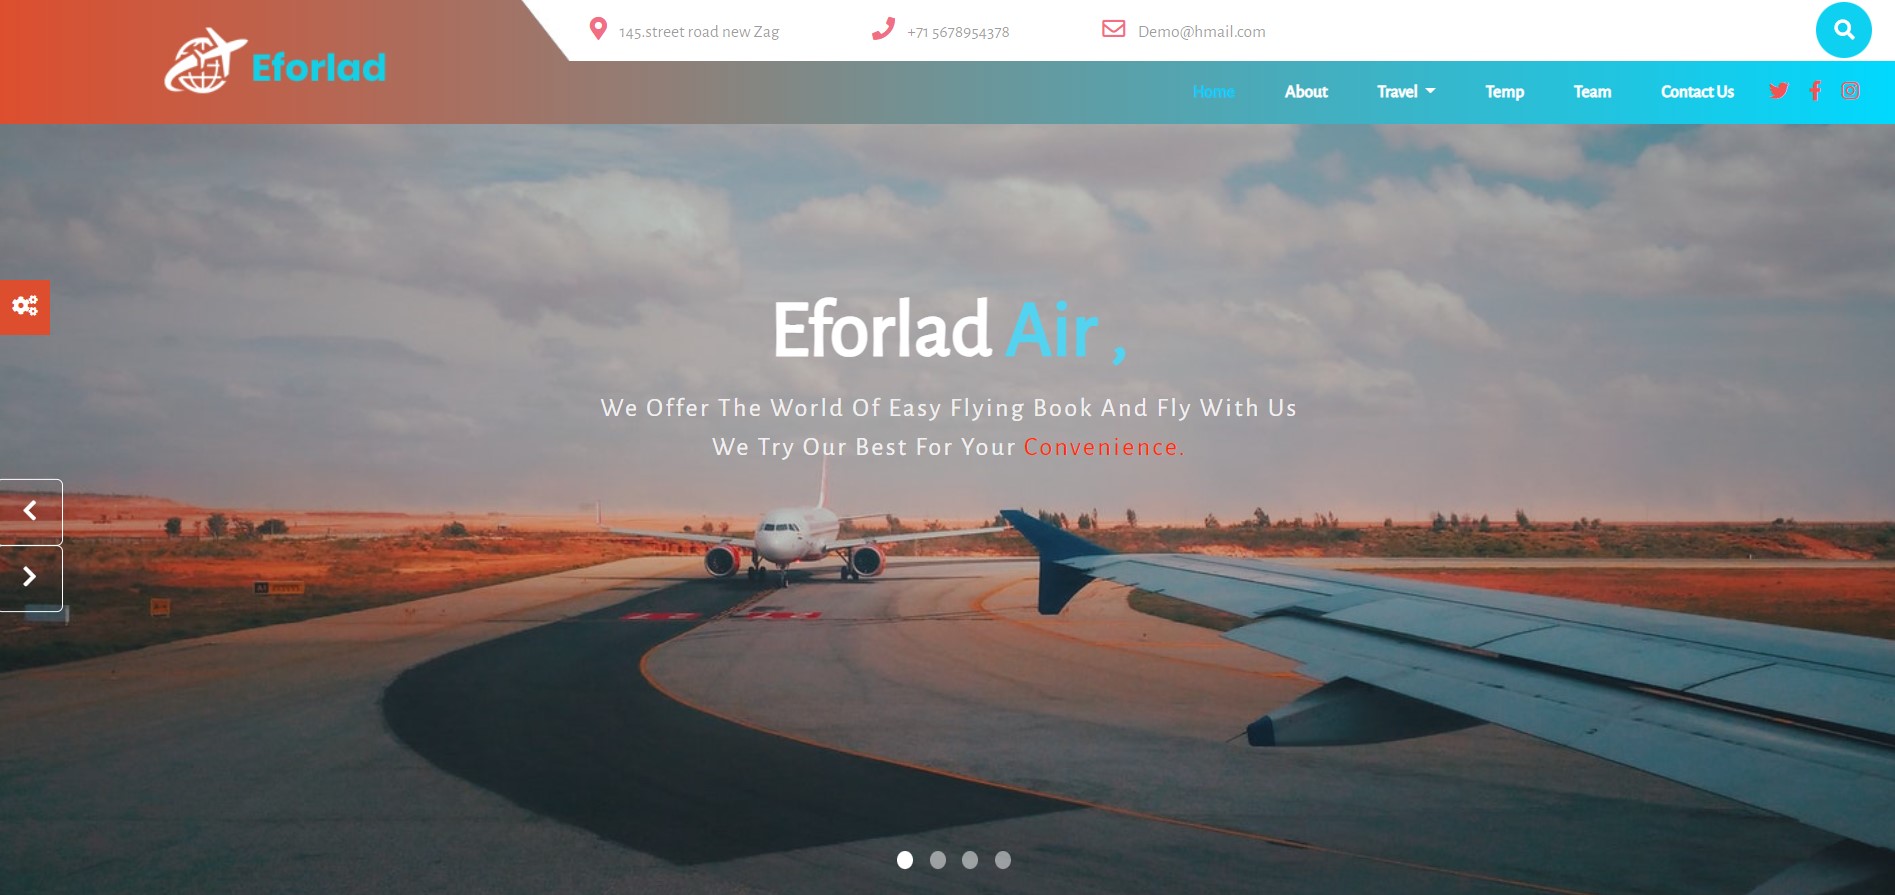 145.street road new Zag
+71 5678954378
Demo@hmail.com
Eforlad
Home
About
Travel
Temp
Team
Contact Us
Eforlad Air ,
We Offer The World Of Easy Flying Book And Fly With Us
We Try Our Best For Your Convenience.